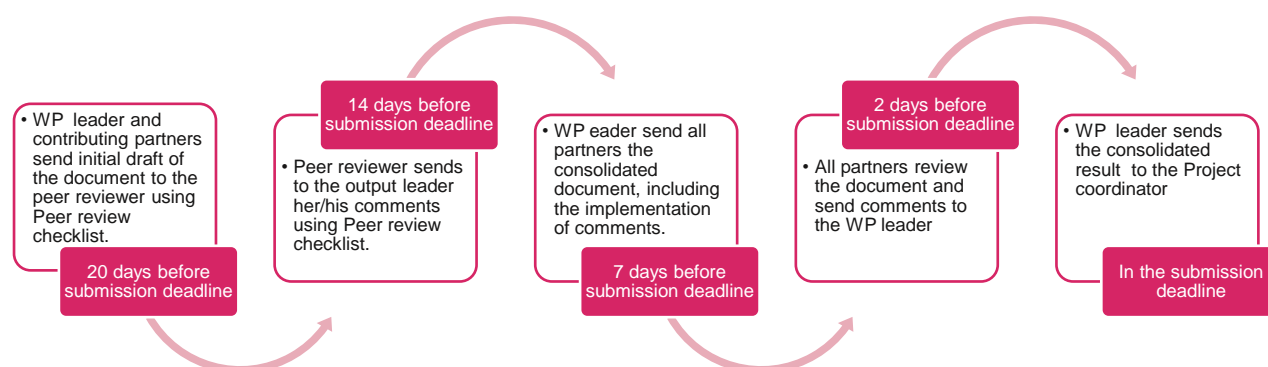 • WP leader and
contributing partners
send initial draft of
the document to the
peer reviewer using
Peer review
checklist.
20 days before
submission deadline
14 days before
submission deadline
• Peer reviewer sends
to the output leader
her/his comments
using Peer review
checklist.
• WP eader send all
partners the
consolidated
document, including
the implementation
of comments.
7 days before
submission deadline
2 days before
submission deadline
• All partners review
the document and
send comments to
the WP leader
• WP leader sends
the consolidated
result to the Project
coordinator
In the submission
deadline